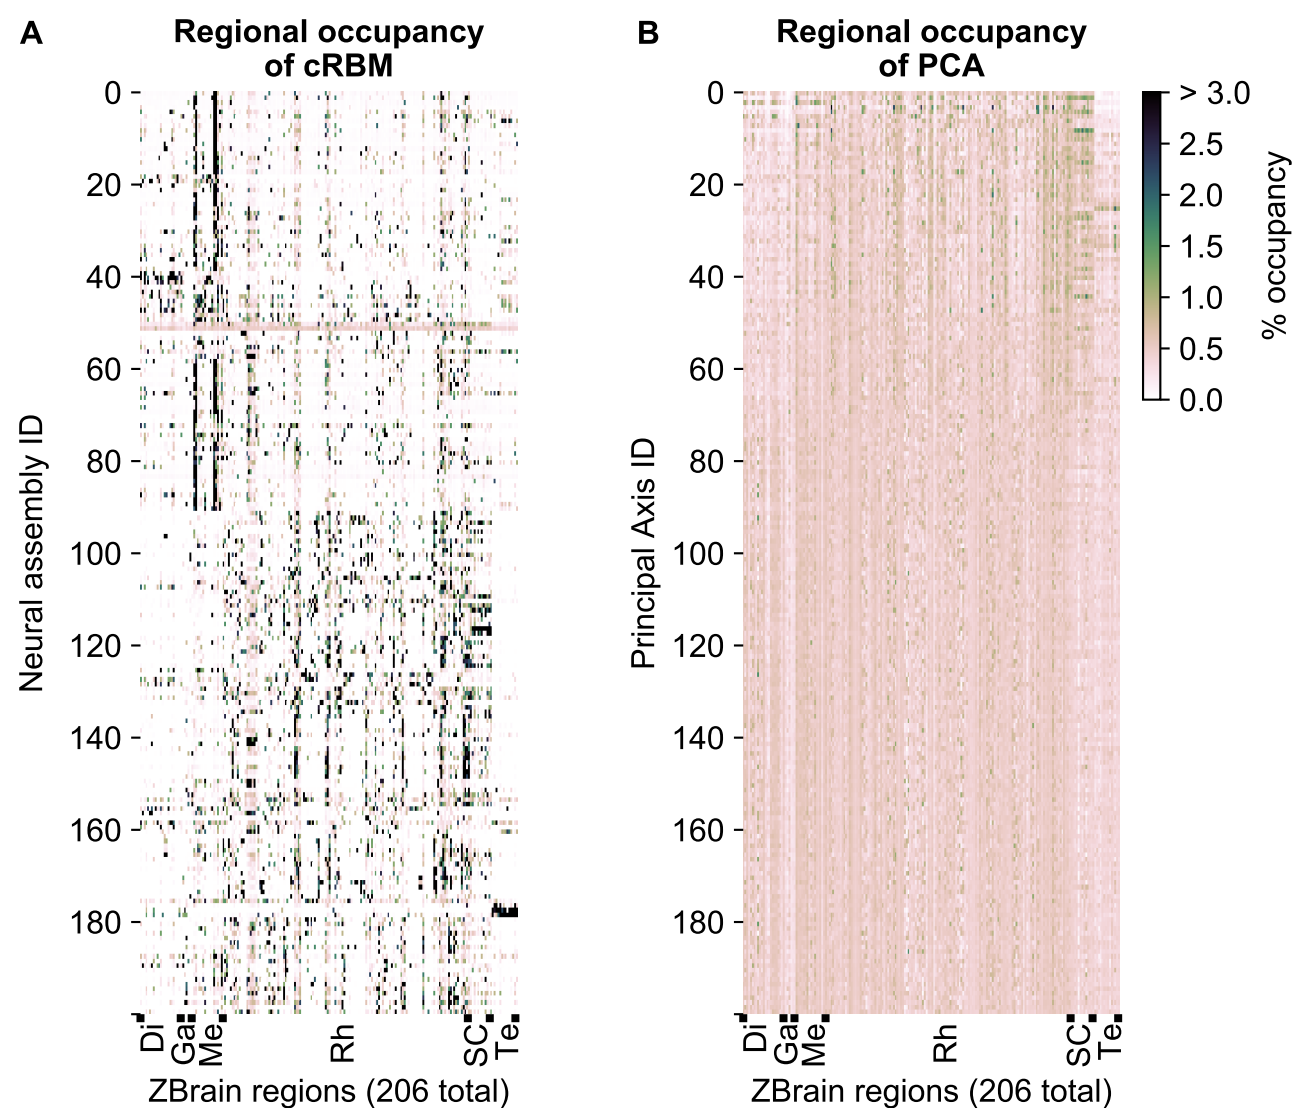 A
Regional occupancy
of cRBM
0
20
40
60
80
100
120
140
160
180
Neural assembly ID
Di
Ga
Me
Rh
SC
Te
ZBrain regions (206 total)
B
Regional occupancy
of PCA
0
20
40
60
80
100
120
140
160
180
Principal Axis ID
Di
Ga
Me
Rh
SC
Te
ZBrain regions (206 total)
> 3.0
2.5
2.0
1.5
1.0
0.5
0.0
% occupancy